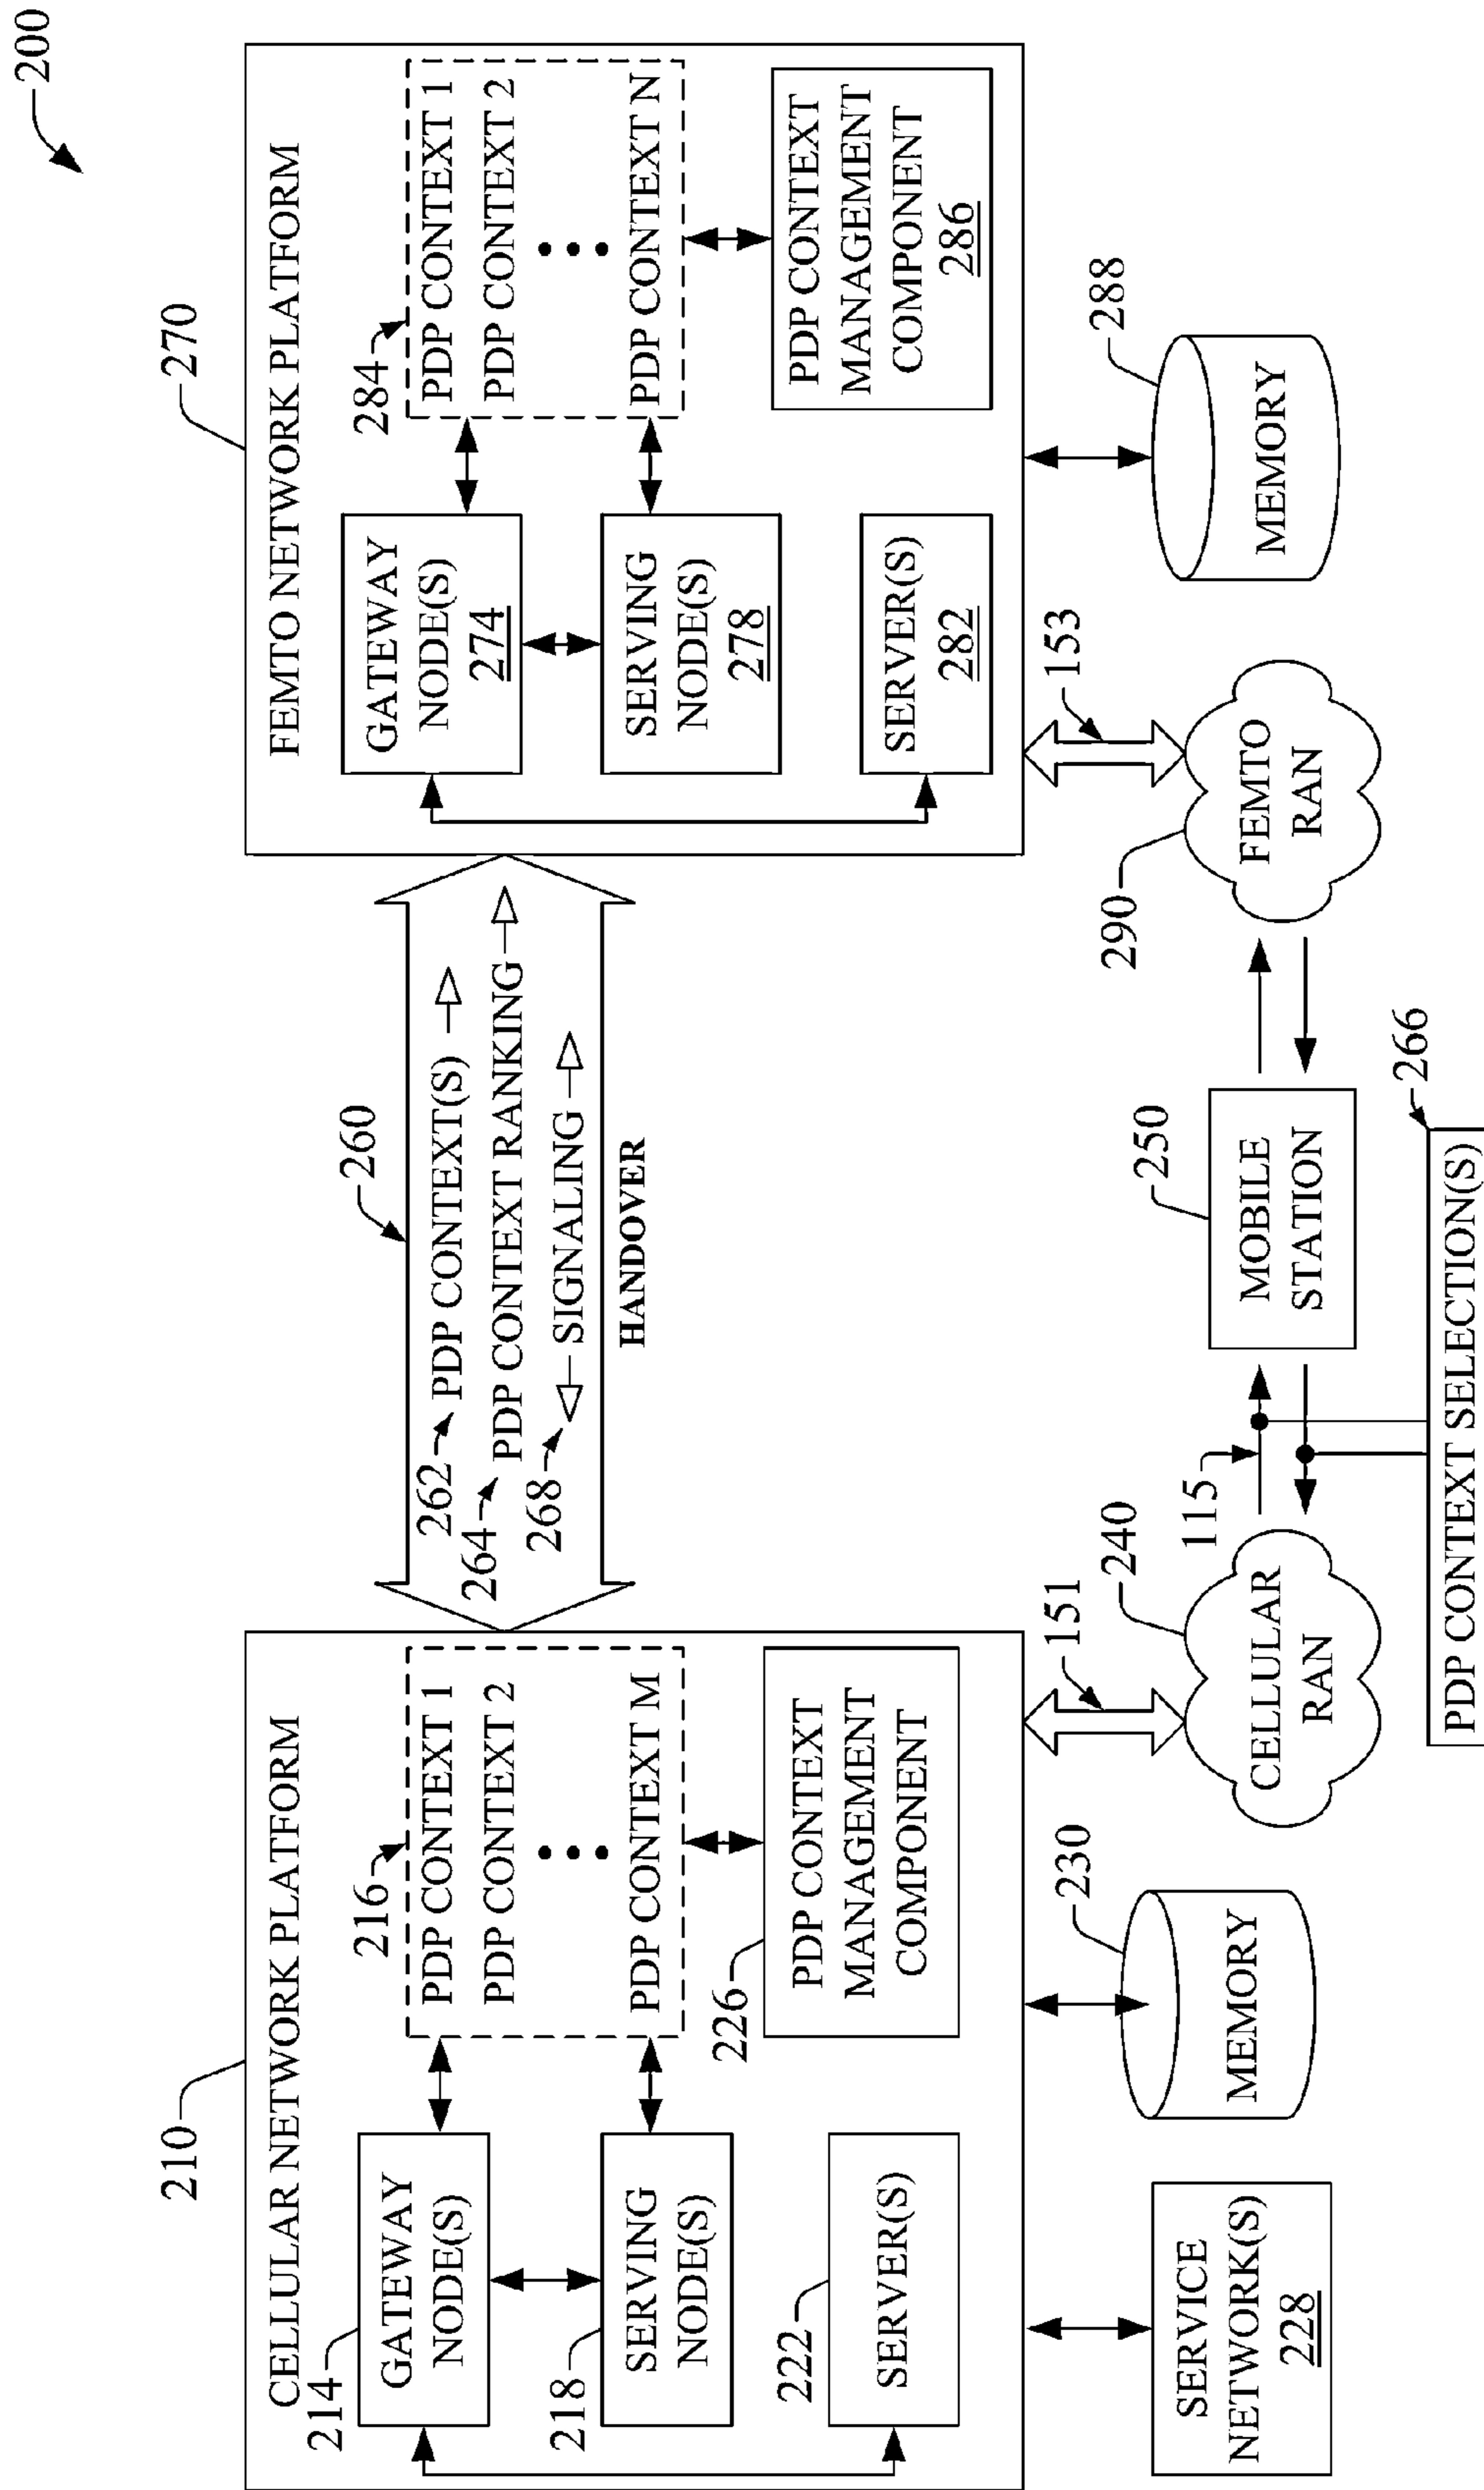 200
210
CELLULAR NETWORK PLATFORM
214
GATEWAY
NODE(S)
218
SERVING
NODE(S)
222
SERVER(S)
216
PDP CONTEXT 1
PDP CONTEXT 2
PDP CONTEXT M
226
PDP CONTEXT
MANAGEMENT
COMPONENT
SERVICE
NETWORK(S)
228
230
MEMORY
151
240
CELLULAR
RAN
260
262
PDP CONTEXT(S)
264
PDP CONTEXT RANKING
268
SIGNALING
HANDOVER
115
250
MOBILE
STATION
266
PDP CONTEXT SELECTION(S)
270
FEMTO NETWORK PLATFORM
GATEWAY
NODE(S)
274
SERVING
NODE(S)
278
SERVER(S)
282
284
PDP CONTEXT 1
PDP CONTEXT 2
PDP CONTEXT N
PDP CONTEXT
MANAGEMENT
COMPONENT
286
153
290
FEMTO
RAN
288
MEMORY